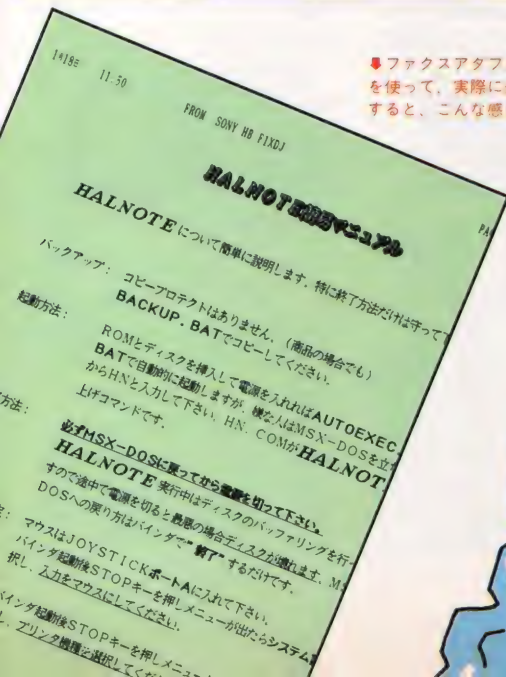 ファクスアタプ
を使って，実際に
すると，こんな感
1月19日 11:50 FROM SONY HB F1XDJ PA
HALNOTE マニュアル
HALNOTEについて簡単に説明します．特に終了方法だけは守って
バックアップ： コピープロテクトはありません．（商品の場合でも）
BACKUP．BATでコピーしてください．
起動方法： ROMとディスクを挿入して電源を入れればAUTOEXEC
BATで自動的に起動しますが，嫌な人はMSX－DOSを立
からHNと入力して下さい．HN．COMがHALNOT
上げコマンドです．
方法： 必ずMSX－DOSに戻ってから電源を切って下さい．
HALNOTE実行中はディスクのバッファリングを行
すので途中で電源を切ると最悪の場合ディスクが壊れます．M
DOSへの戻り方はバインダで"終了"するだけです．
： マウスはJOYSTICKポートAに入れて下さい．
バインダ起動後STOPキーを押しメニューが出たらシステム
択し，入力をマウスにしてください．
インダ起動後STOPキーを押しメニュー
し，プリンタ機種を選択してくだ